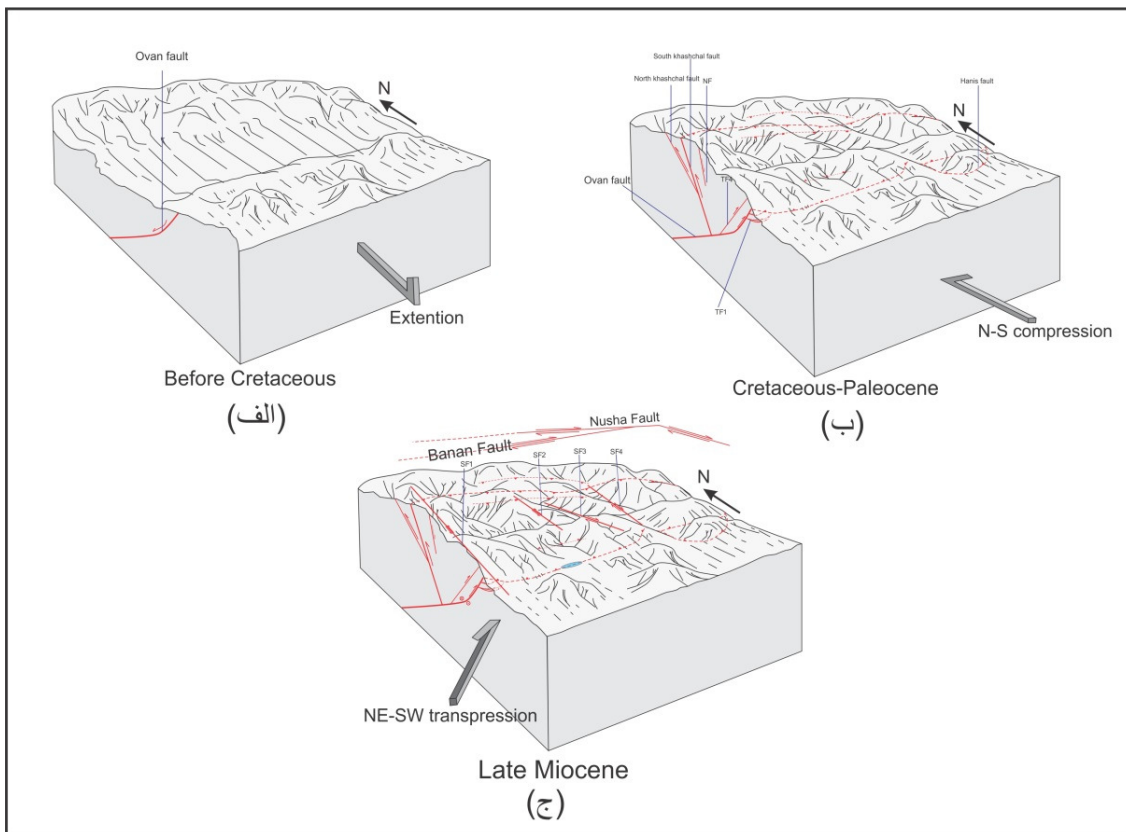 Ovan fault
N
Extention
Before Cretaceous
(الف)
South khashchal fault
North khashchal fault
NF
Hanis fault
N
Ovan fault
TF4
TF1
N-S compression
Cretaceous-Paleocene
(ب)
Nusha Fault
Banan Fault
SF1
SF2
SF3
SF4
N
NE-SW transpression
Late Miocene
(ج)